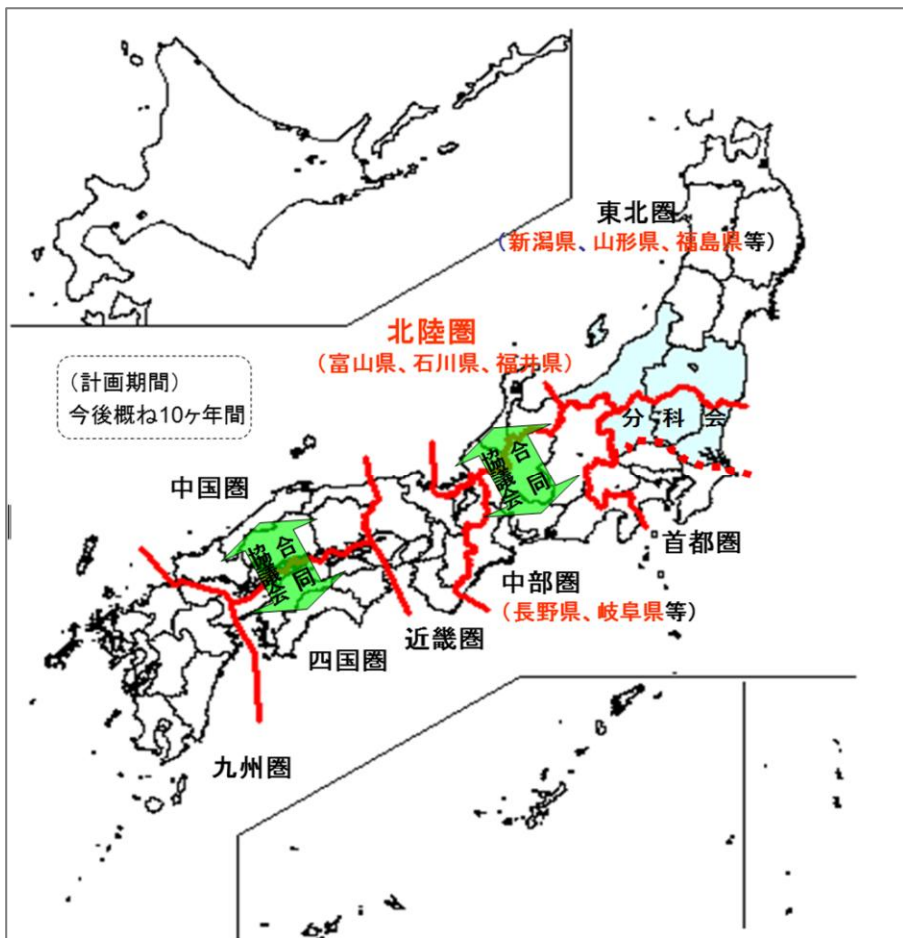 東北圏
（新潟県、山形県、福島県等）
北陸圏
（富山県、石川県、福井県）
（計画期間）
今後概ね10ヶ年間
分科会
合同
協議会
中国圏
首都圏
合同
協議会
中部圏
（長野県、岐阜県等）
近畿圏
四国圏
九州圏